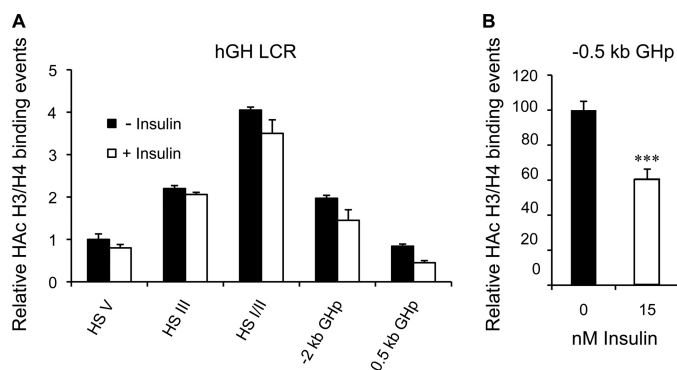 A
hGH LCR
Relative HAc H3/H4 binding events
5
4
3
2
1
0
- Insulin
+ Insulin
HS V
HS III
HS I/II
-2 kb GHp
0.5 kb GHp
B
-0.5 kb GHp
Relative HAc H3/H4 binding events
120
100
80
60
40
20
0
***
0 15
nM Insulin